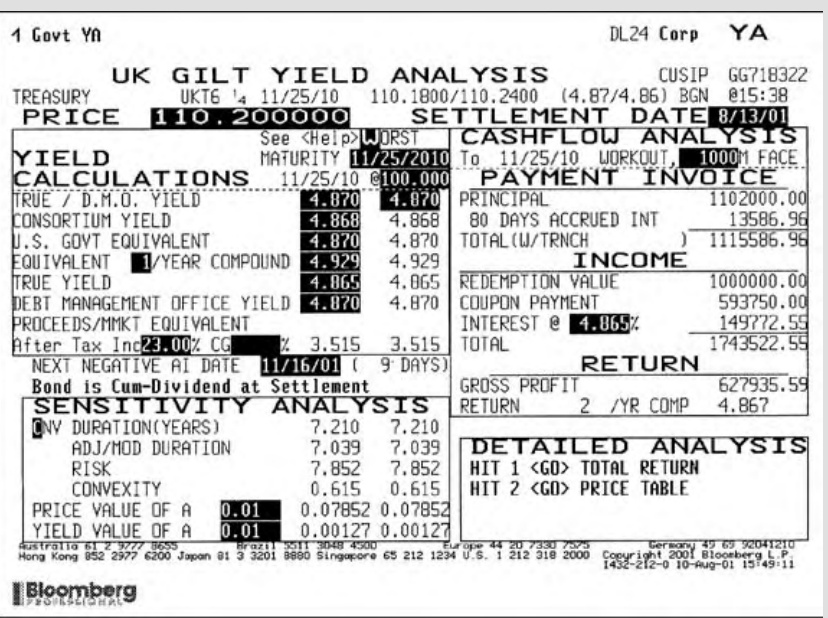 1 Govt YA DL24 Corp YA
UK GILT YIELD ANALYSIS CUSIP GG718322
TREASURY UKT6 ¼ 11/25/10 110.1800/110.2400 (4.87/4.86) BGN @15:38
PRICE 110.200000 SETTLEMENT DATE 8/13/01
See <Help> WORST
YIELD MATURITY 11/25/2010
CALCULATIONS 11/25/10 @100.000
TRUE / D.M.O. YIELD 4.870 4.870
CONSORTIUM YIELD 4.868 4.868
U.S. GOVT EQUIVALENT 4.870 4.870
EQUIVALENT 1/YEAR COMPOUND 4.929 4.929
TRUE YIELD 4.865 4.865
DEBT MANAGEMENT OFFICE YIELD 4.870 4.870
PROCEEDS/MMKT EQUIVALENT
After Tax Inc 23.00% CG % 3.515 3.515
NEXT NEGATIVE AI DATE 11/16/01 ( 9 DAYS)
Bond is Cum-Dividend at Settlement
SENSITIVITY ANALYSIS
CNV DURATION(YEARS) 7.210 7.210
ADJ/MOD DURATION 7.039 7.039
RISK 7.852 7.852
CONVEXITY 0.615 0.615
PRICE VALUE OF A 0.01 0.07852 0.07852
YIELD VALUE OF A 0.01 0.00127 0.00127
CASHFLOW ANALYSIS
To 11/25/10 WORKOUT, 1000M FACE
PAYMENT INVOICE
PRINCIPAL 1102000.00
80 DAYS ACCRUED INT 13586.96
TOTAL(W/TRNCH ) 1115586.96
INCOME
REDEMPTION VALUE 1000000.00
COUPON PAYMENT 593750.00
INTEREST @ 4.865% 149772.55
TOTAL 1743522.55
RETURN
GROSS PROFIT 627935.59
RETURN 2 /YR COMP 4.867
DETAILED ANALYSIS
HIT 1 <GO> TOTAL RETURN
HIT 2 <GO> PRICE TABLE
Australia 61 2 9777 8655 Brazil 5511 3048 4500 Europe 44 20 7330 7575 Germany 49 69 92041210
Hong Kong 852 2977 6200 Japan 81 3 3201 8880 Singapore 65 212 1234 U.S. 1 212 318 2000 Copyright 2001 Bloomberg L.P.
1432-212-0 10-Aug-01 15:49:11
Bloomberg
PROFESSIONAL